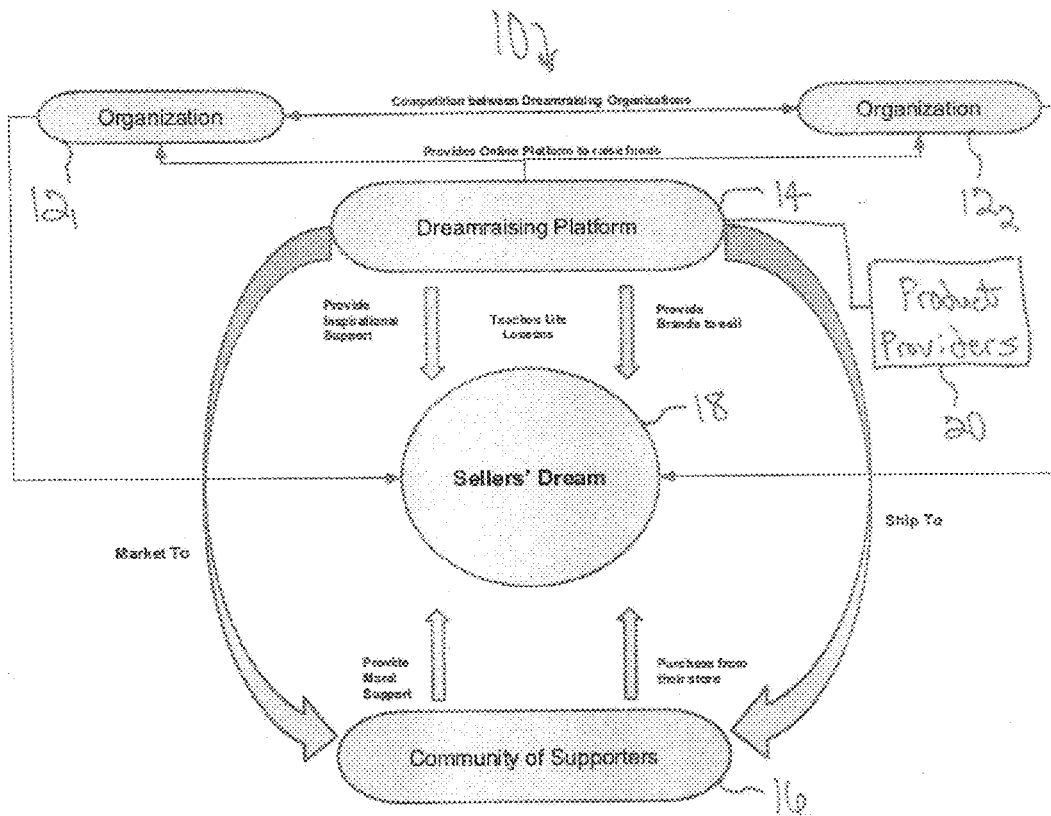 102
Competition between Dreamraising Organizations
Organization
Organization
Provides Online Platform to raise funds
12₁
14
12₂
Dreamraising Platform
Product
Providers
20
Provide
Inspirational
Support
Teaches Life
Lessons
Provide
Brands to sell
18
Sellers' Dream
Market To
Ship To
Provide
Moral
Support
Purchase from
their store
Community of Supporters
16